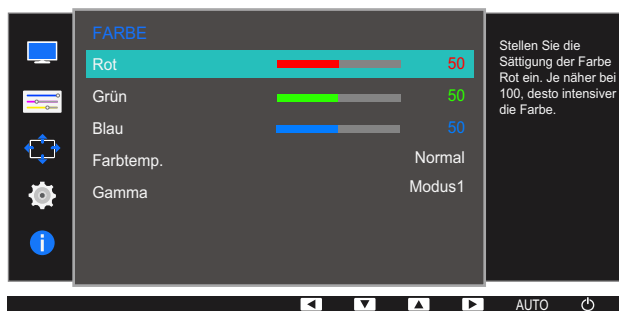 FARBE
Rot 50
Grün 50
Blau 50
Farbtemp. Normal
Gamma Modus1
Stellen Sie die
Sättigung der Farbe
Rot ein. Je näher bei
100, desto intensiver
die Farbe.
AUTO